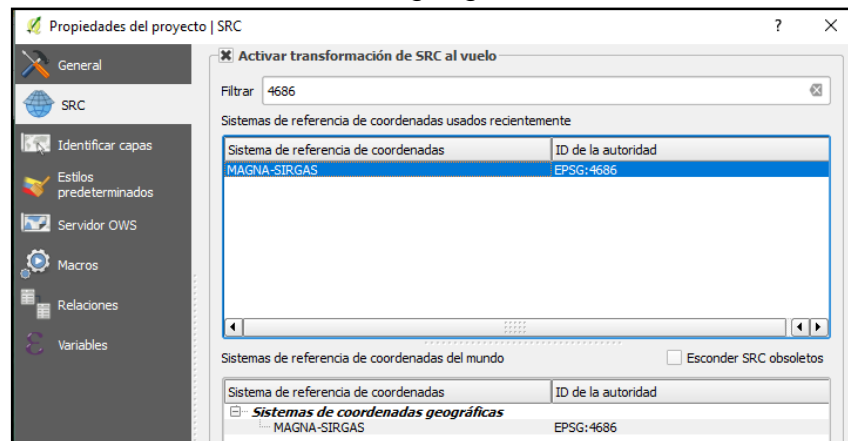 Propiedades del proyecto | SRC
? ×
General
Activar transformación de SRC al vuelo
Filtrar 4686
SRC
Sistemas de referencia de coordenadas usados recientemente
Identificar capas
Sistema de referencia de coordenadas ID de la autoridad
MAGNA-SIRGAS EPSG:4686
Estilos
predeterminados
Servidor OWS
Macros
Relaciones
Variables
Sistemas de referencia de coordenadas del mundo Esconder SRC obsoletos
Sistema de referencia de coordenadas ID de la autoridad
Sistemas de coordenadas geográficas
MAGNA-SIRGAS EPSG:4686